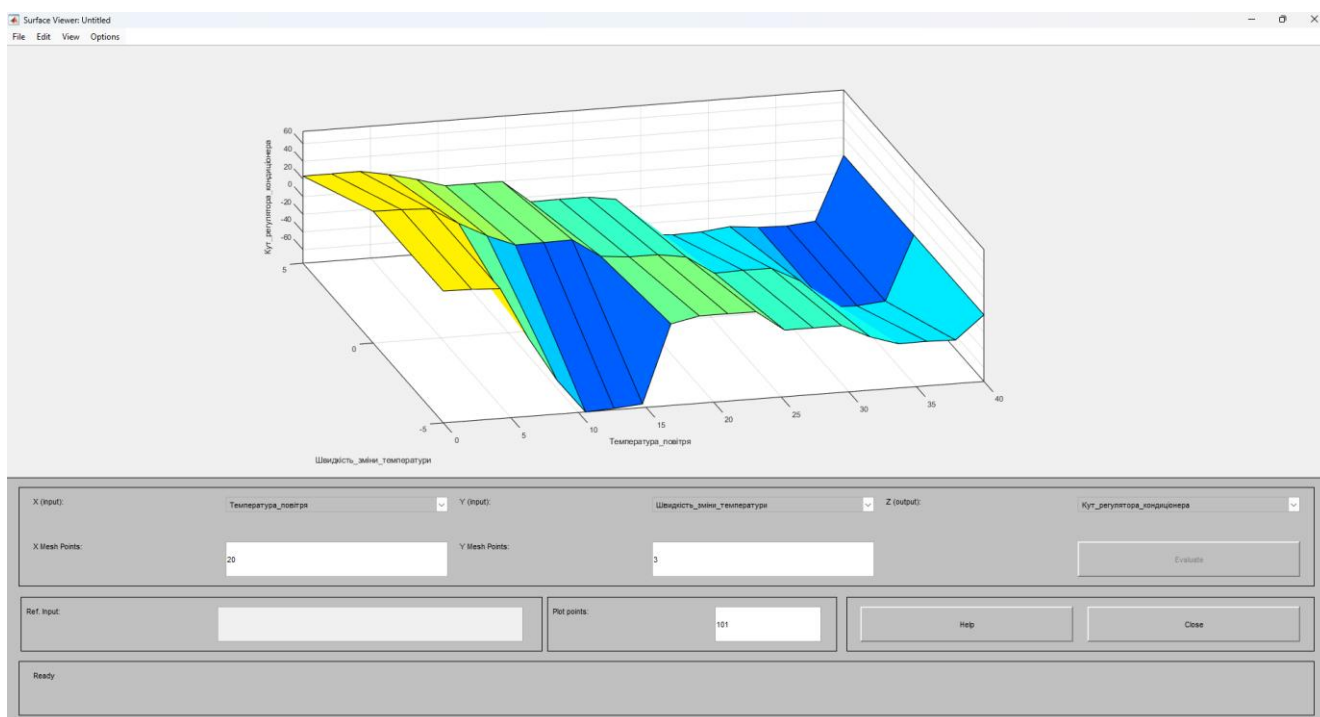 Surface Viewer: Untitled
File Edit View Options
60
40
20
0
-20
-40
-60
Кут_регулятора_кондиціонера
5
0
-5
0
5
10
15
20
25
30
35
40
Температура_повітря
Швидкість_зміни_температури
X (input): Температура_повітря Y (input): Швидкість_зміни_температури Z (output): Кут_регулятора_кондиціонера
X Mesh Points: 20 Y Mesh Points: 3 Evaluate
Ref. Input: Plot points: 101 Help Close
Ready